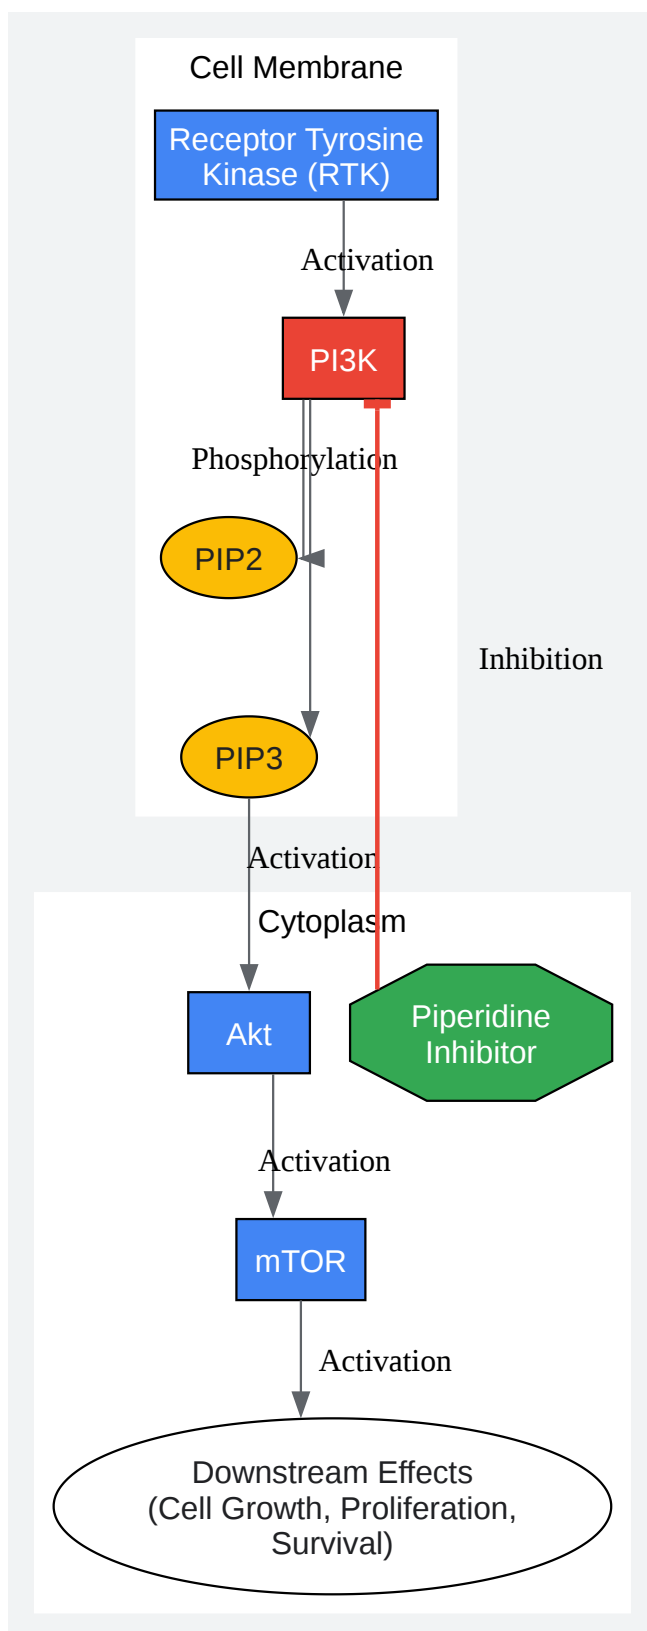 Cell Membrane
Receptor Tyrosine
Kinase (RTK)
Activation
PI3K
Phosphorylation
PIP2
Inhibition
PIP3
Activation
Cytoplasm
Akt
Piperidine
Inhibitor
Activation
mTOR
Activation
Downstream Effects
(Cell Growth, Proliferation,
Survival)